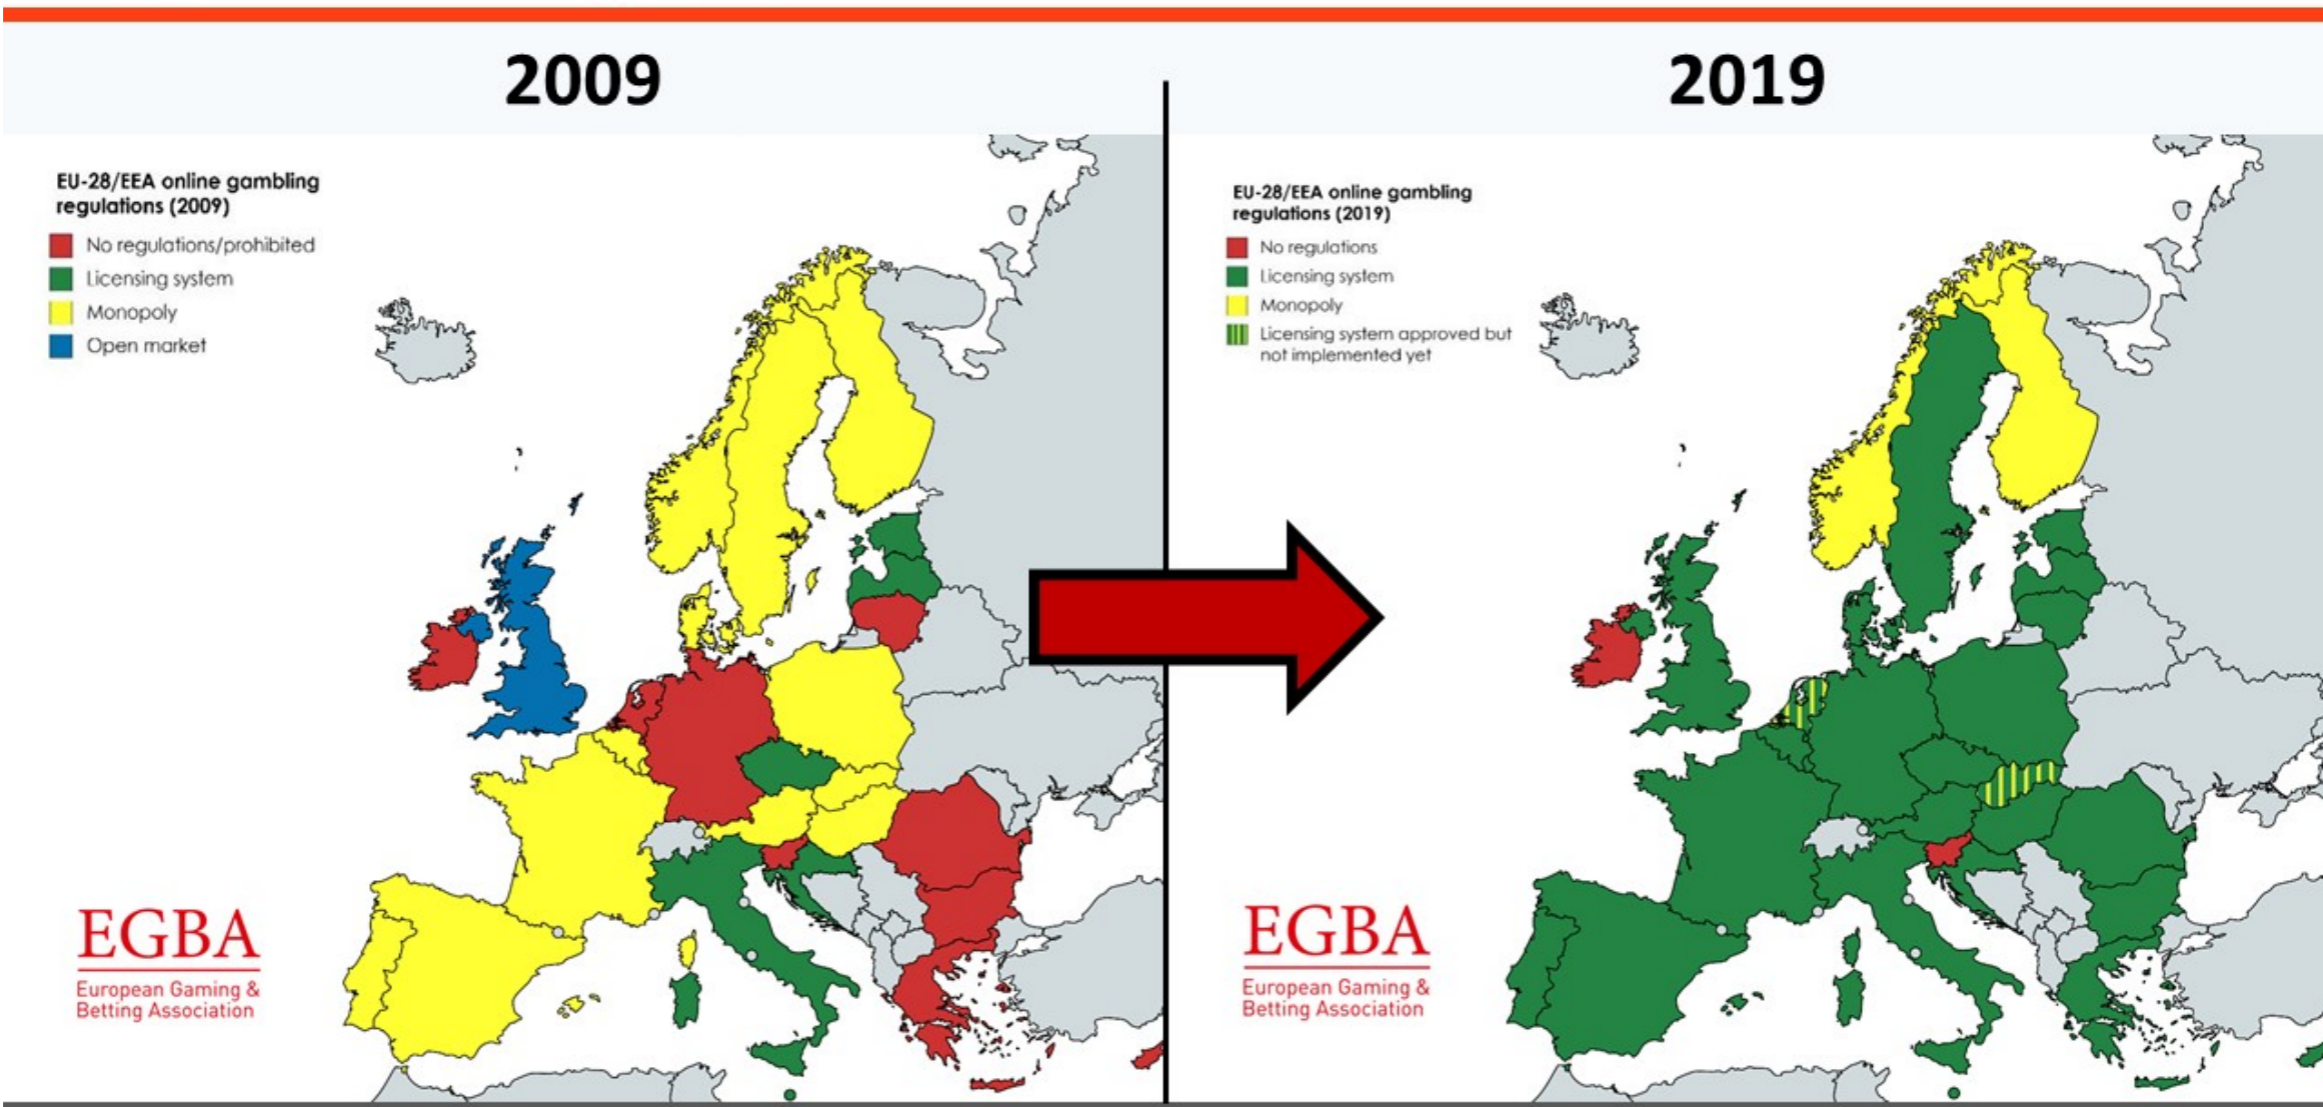 2009
2019
EU-28/EEA online gambling
regulations (2009)
No regulations/prohibited
Licensing system
Monopoly
Open market
EGBA
European Gaming &
Betting Association
EU-28/EEA online gambling
regulations (2019)
No regulations
Licensing system
Monopoly
Licensing system approved but
not implemented yet
EGBA
European Gaming &
Betting Association